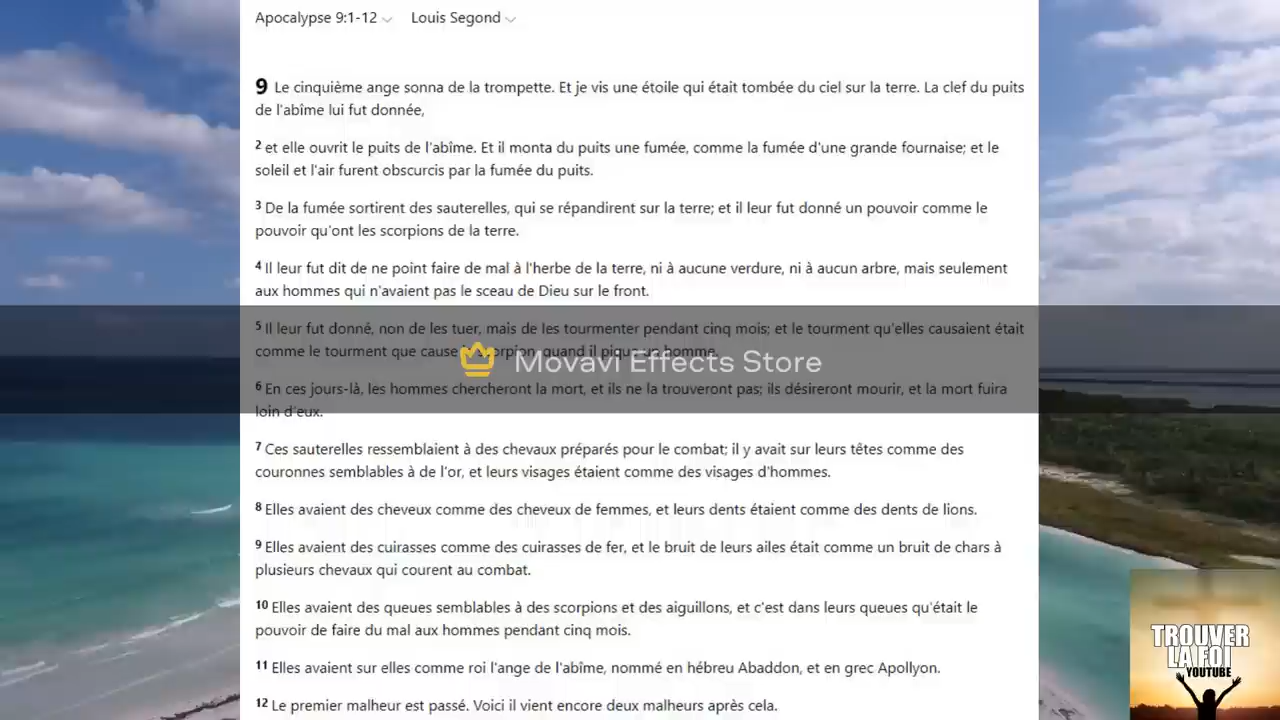 Apocalypse 9:1-12 Louis Segond
9 Le cinquième ange sonna de la trompette. Et je vis une étoile qui était tombée du ciel sur la terre. La clef du puits
de l'abîme lui fut donnée,
2 et elle ouvrit le puits de l'abîme. Et il monta du puits une fumée, comme la fumée d'une grande fournaise; et le
soleil et l'air furent obscurcis par la fumée du puits.
3 De la fumée sortirent des sauterelles, qui se répandirent sur la terre; et il leur fut donné un pouvoir comme le
pouvoir qu'ont les scorpions de la terre.
4 Il leur fut dit de ne point faire de mal à l'herbe de la terre, ni à aucune verdure, ni à aucun arbre, mais seulement
aux hommes qui n'avaient pas le sceau de Dieu sur le front.
5 Il leur fut donné, non de les tuer, mais de les tourmenter pendant cinq mois; et le tourment qu'elles causaient était
comme le tourment que cause scorpion, quand il pique un homme.
Movavi Effects Store
6 En ces jours-là, les hommes chercheront la mort, et ils ne la trouveront pas; ils désireront mourir, et la mort fuira
loin d'eux.
7 Ces sauterelles ressemblaient à des chevaux préparés pour le combat; il y avait sur leurs têtes comme des
couronnes semblables à de l'or, et leurs visages étaient comme des visages d'hommes.
8 Elles avaient des cheveux comme des cheveux de femmes, et leurs dents étaient comme des dents de lions.
9 Elles avaient des cuirasses comme des cuirasses de fer, et le bruit de leurs ailes était comme un bruit de chars à
plusieurs chevaux qui courent au combat.
10 Elles avaient des queues semblables à des scorpions et des aiguillons, et c'est dans leurs queues qu'était le
pouvoir de faire du mal aux hommes pendant cinq mois.
11 Elles avaient sur elles comme roi l'ange de l'abîme, nommé en hébreu Abaddon, et en grec Apollyon.
12 Le premier malheur est passé. Voici il vient encore deux malheurs après cela.
TROUVER
LA FOI
YOUTUBE